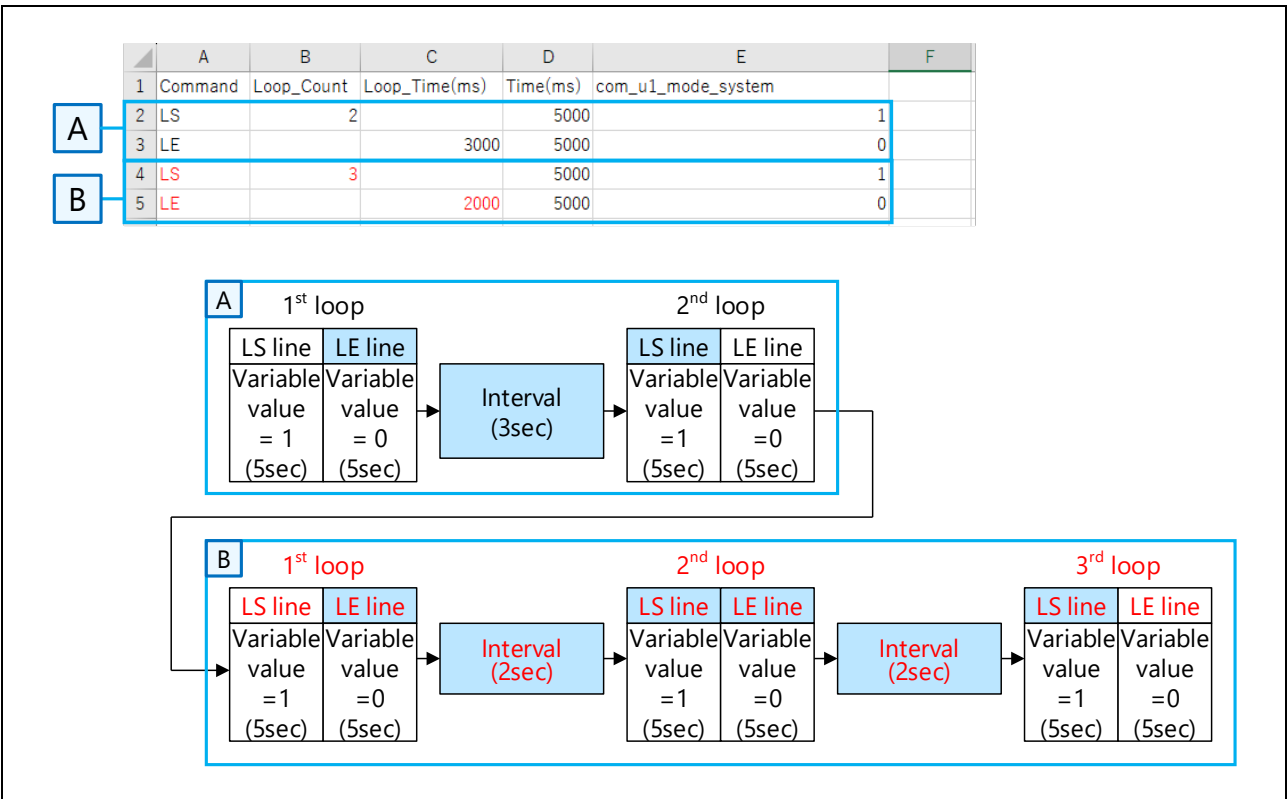 A B C D E F
1 Command Loop_Count Loop_Time(ms) Time(ms) com_u1_mode_system
2 LS 2 5000 1
3 LE 3000 5000 0
4 LS 3 5000 1
5 LE 2000 5000 0
A
B
A
1st loop 2nd loop
LS line LE line LS line LE line
Variable Variable Variable Variable
value value Interval value value
= 1 = 0 (3sec) =1 =0
(5sec) (5sec) (5sec) (5sec)
B
1st loop 2nd loop 3rd loop
LS line LE line LS line LE line LS line LE line
Variable Variable Variable Variable Variable Variable
value value Interval value value Interval value value
=1 =0 (2sec) =1 =0 (2sec) =1 =0
(5sec) (5sec) (5sec) (5sec) (5sec) (5sec)